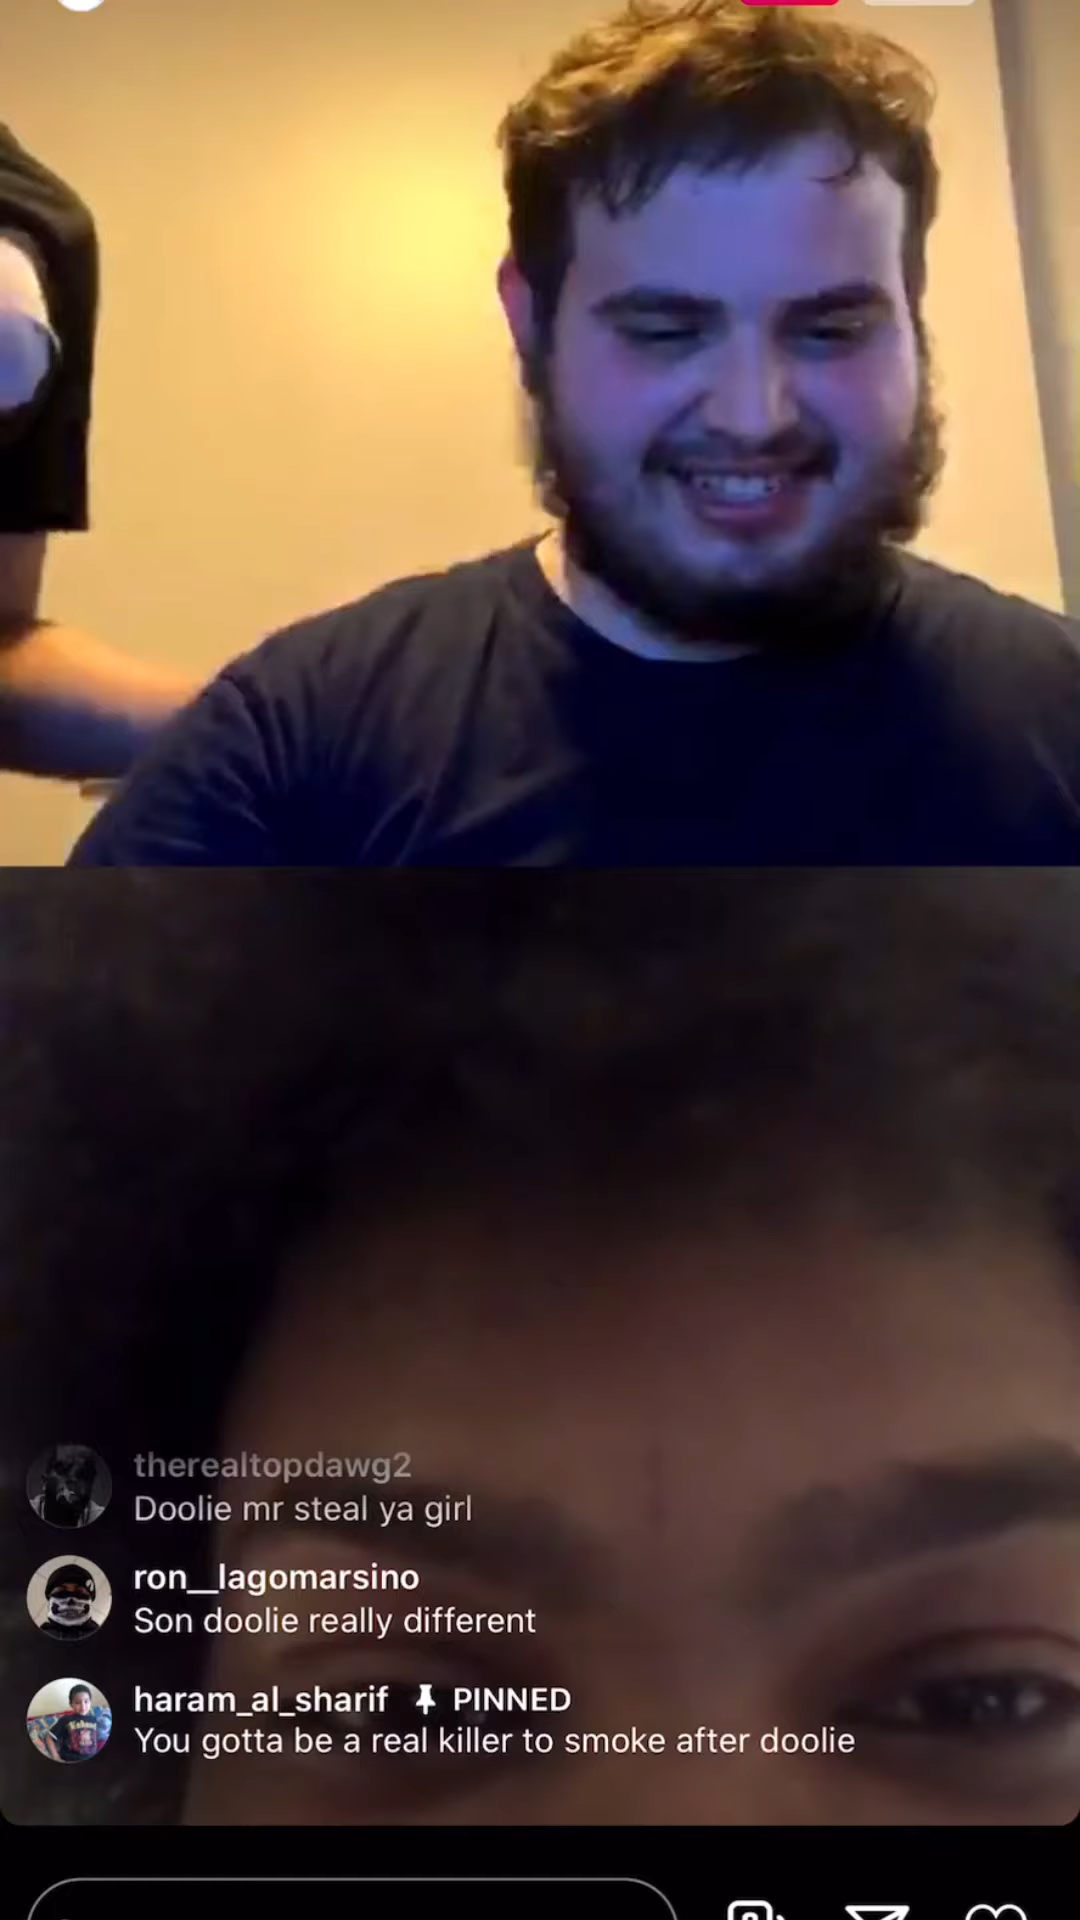 therealtopdawg2
Doolie mr steal ya girl
ron__lagomarsino
Son doolie really different
haram_al_sharif PINNED
You gotta be a real killer to smoke after doolie